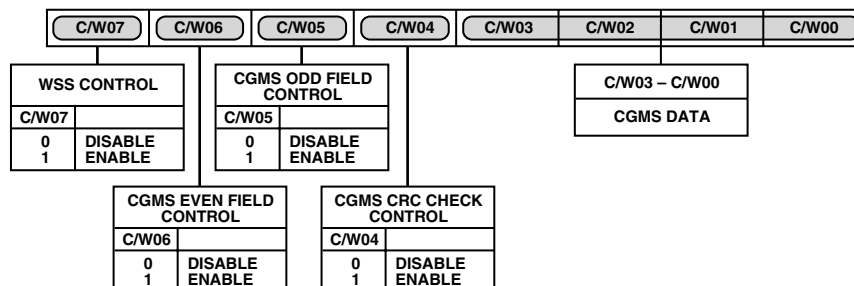 C/W07 C/W06 C/W05 C/W04 C/W03 C/W02 C/W01 C/W00
WSS CONTROL
C/W07
0 DISABLE
1 ENABLE
CGMS ODD FIELD
CONTROL
C/W05
0 DISABLE
1 ENABLE
C/W03 – C/W00
CGMS DATA
CGMS EVEN FIELD
CONTROL
C/W06
0 DISABLE
1 ENABLE
CGMS CRC CHECK
CONTROL
C/W04
0 DISABLE
1 ENABLE